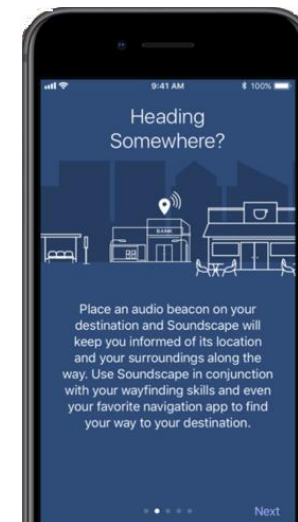 9:41 AM
100%
Heading
Somewhere?
BANK
Place an audio beacon on your
destination and Soundscape will
keep you informed of its location
and your surroundings along the
way. Use Soundscape in conjunction
with your wayfinding skills and even
your favorite navigation app to find
your way to your destination.
Next